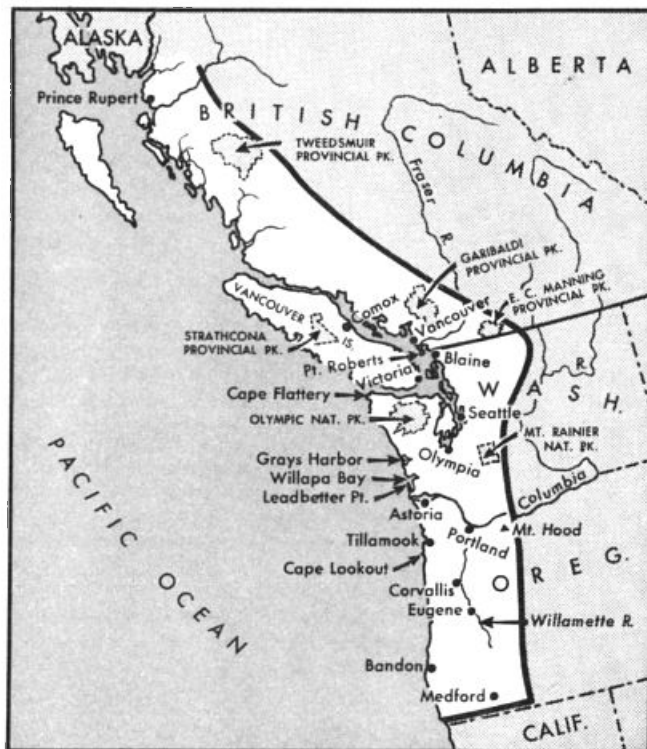 ALASKA
ALBERTA
Prince Rupert
BRITISH
COLUMBIA
TWEEDSMUIR
PROVINCIAL PK.
Fraser R.
GARIBALDI
PROVINCIAL PK.
E. C. MANNING
PROVINCIAL PK.
VANCOUVER IS.
Comox
Vancouver
STRATHCONA
PROVINCIAL PK.
Pt. Roberts
Blaine
R.
Victoria
WASH.
Cape Flattery
Seattle
OLYMPIC NAT. PK.
MT. RAINIER
NAT. PK.
Grays Harbor
Olympia
Willapa Bay
Columbia
Leadbetter Pt.
Astoria
Portland
Mt. Hood
PACIFIC OCEAN
Tillamook
Cape Lookout
OREG.
Corvallis
Eugene
Willamette R.
Bandon
Medford
CALIF.